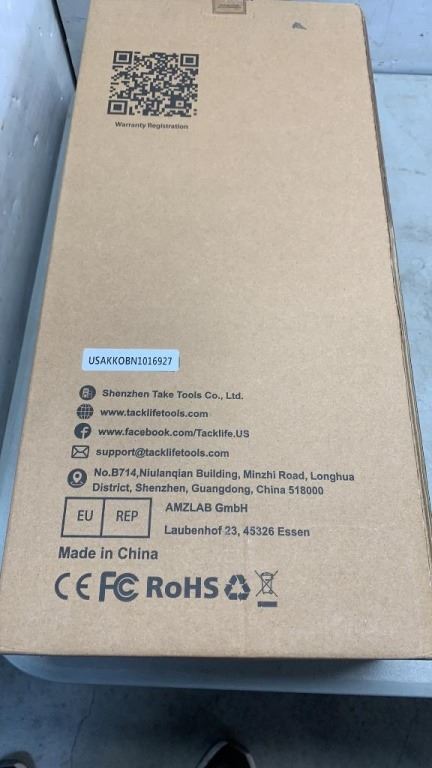 Warranty Registration
USAKKOBN1016927
Shenzhen Take Tools Co., Ltd.
www.tacklifetools.com
www.facebook.com/Tacklife.US
support@tacklifetools.com
No.B714,Niulanqian Building, Minzhi Road, Longhua
District, Shenzhen, Guangdong, China 518000
EU REP
AMZLAB GmbH
Laubenhof 23, 45326 Essen
Made in China
CE FC RoHS